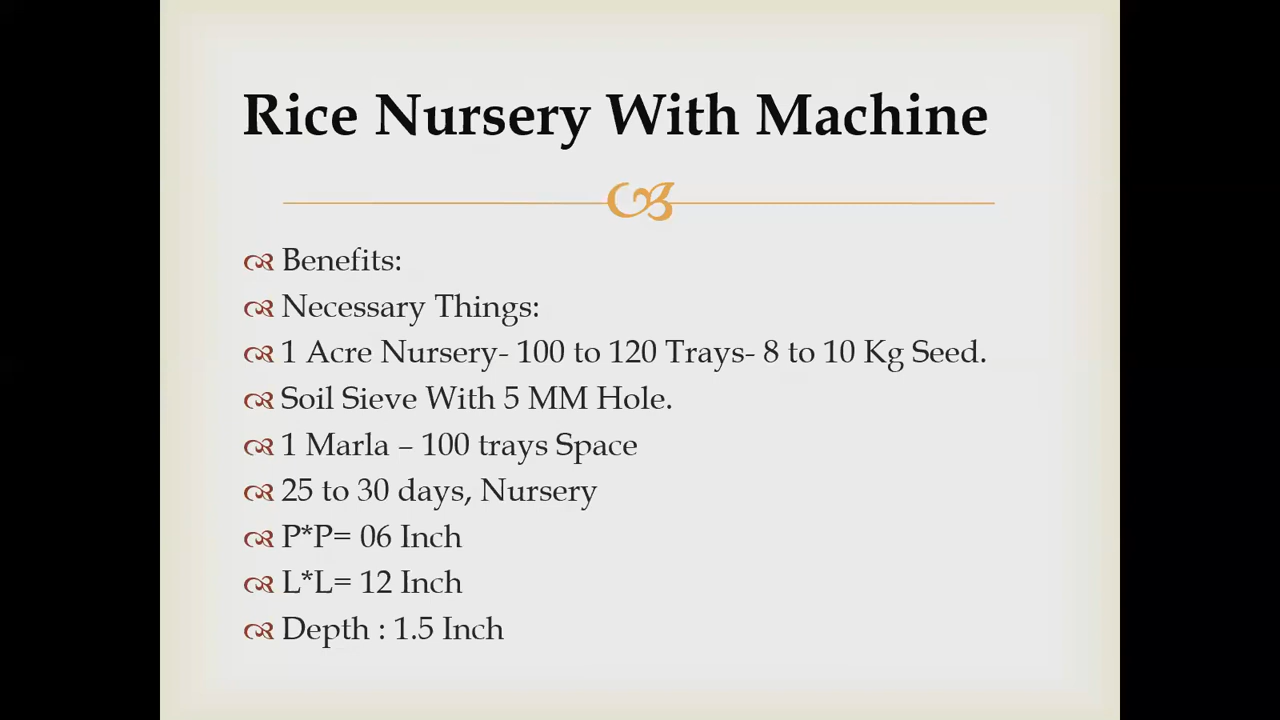 Rice Nursery With Machine
Benefits:
Necessary Things:
1 Acre Nursery- 100 to 120 Trays- 8 to 10 Kg Seed.
Soil Sieve With 5 MM Hole.
1 Marla – 100 trays Space
25 to 30 days, Nursery
P*P= 06 Inch
L*L= 12 Inch
Depth : 1.5 Inch